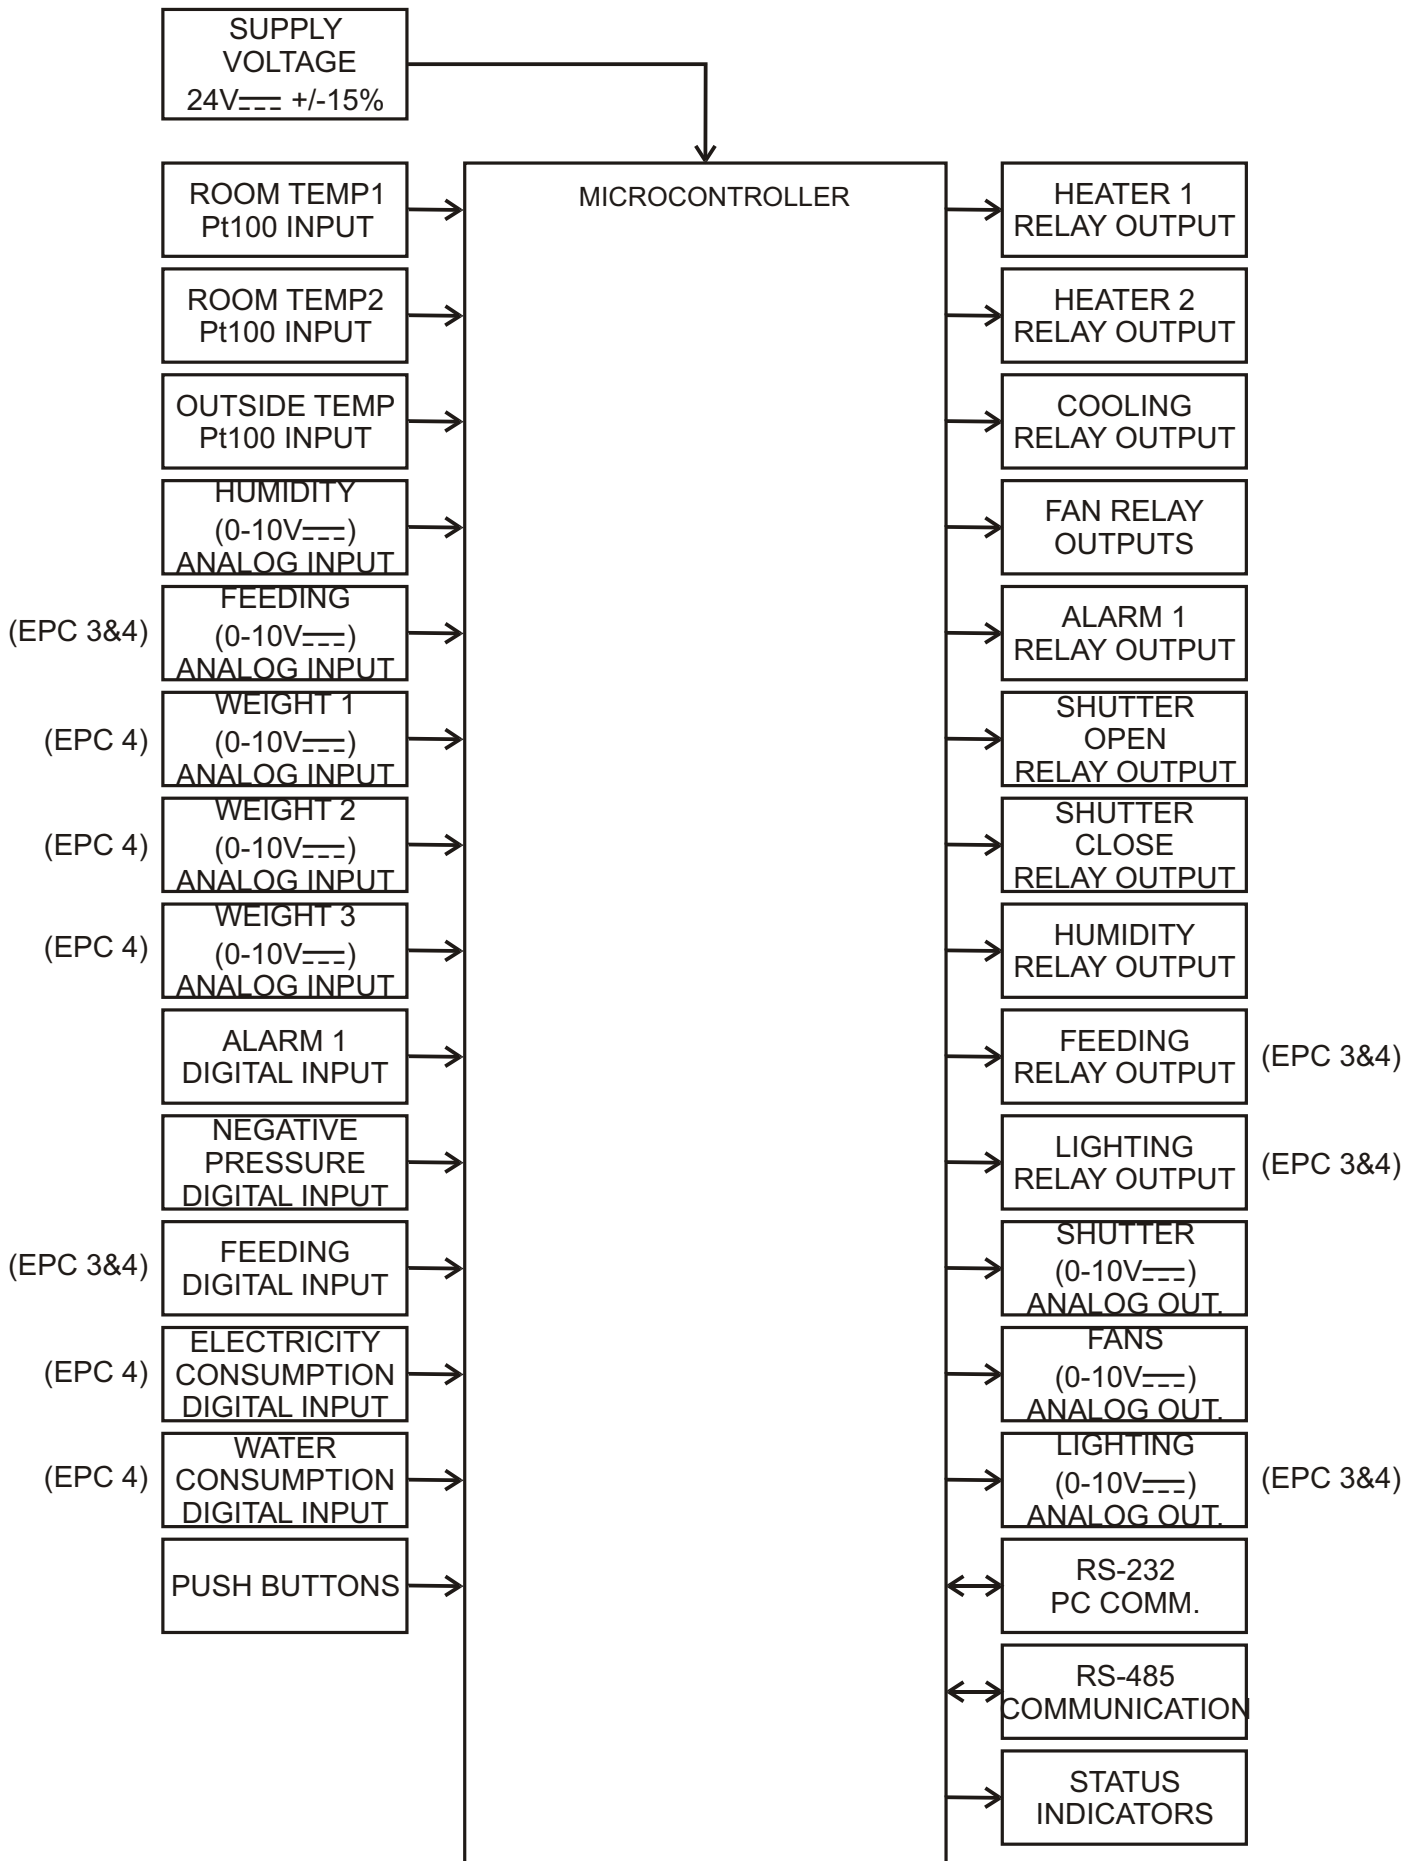 SUPPLY
VOLTAGE
24V⎓ +/-15%
MICROCONTROLLER
ROOM TEMP1
Pt100 INPUT
ROOM TEMP2
Pt100 INPUT
OUTSIDE TEMP
Pt100 INPUT
HUMIDITY
(0-10V⎓)
ANALOG INPUT
(EPC 3&4)
FEEDING
(0-10V⎓)
ANALOG INPUT
(EPC 4)
WEIGHT 1
(0-10V⎓)
ANALOG INPUT
(EPC 4)
WEIGHT 2
(0-10V⎓)
ANALOG INPUT
(EPC 4)
WEIGHT 3
(0-10V⎓)
ANALOG INPUT
ALARM 1
DIGITAL INPUT
NEGATIVE
PRESSURE
DIGITAL INPUT
(EPC 3&4)
FEEDING
DIGITAL INPUT
(EPC 4)
ELECTRICITY
CONSUMPTION
DIGITAL INPUT
(EPC 4)
WATER
CONSUMPTION
DIGITAL INPUT
PUSH BUTTONS
HEATER 1
RELAY OUTPUT
HEATER 2
RELAY OUTPUT
COOLING
RELAY OUTPUT
FAN RELAY
OUTPUTS
ALARM 1
RELAY OUTPUT
SHUTTER
OPEN
RELAY OUTPUT
SHUTTER
CLOSE
RELAY OUTPUT
HUMIDITY
RELAY OUTPUT
FEEDING
RELAY OUTPUT
(EPC 3&4)
LIGHTING
RELAY OUTPUT
(EPC 3&4)
SHUTTER
(0-10V⎓)
ANALOG OUT.
FANS
(0-10V⎓)
ANALOG OUT.
LIGHTING
(0-10V⎓)
ANALOG OUT.
(EPC 3&4)
RS-232
PC COMM.
RS-485
COMMUNICATION
STATUS
INDICATORS